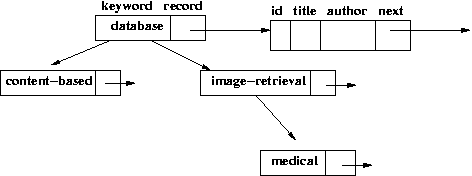 keyword record
id title author next
database
content-based
image-retrieval
medical